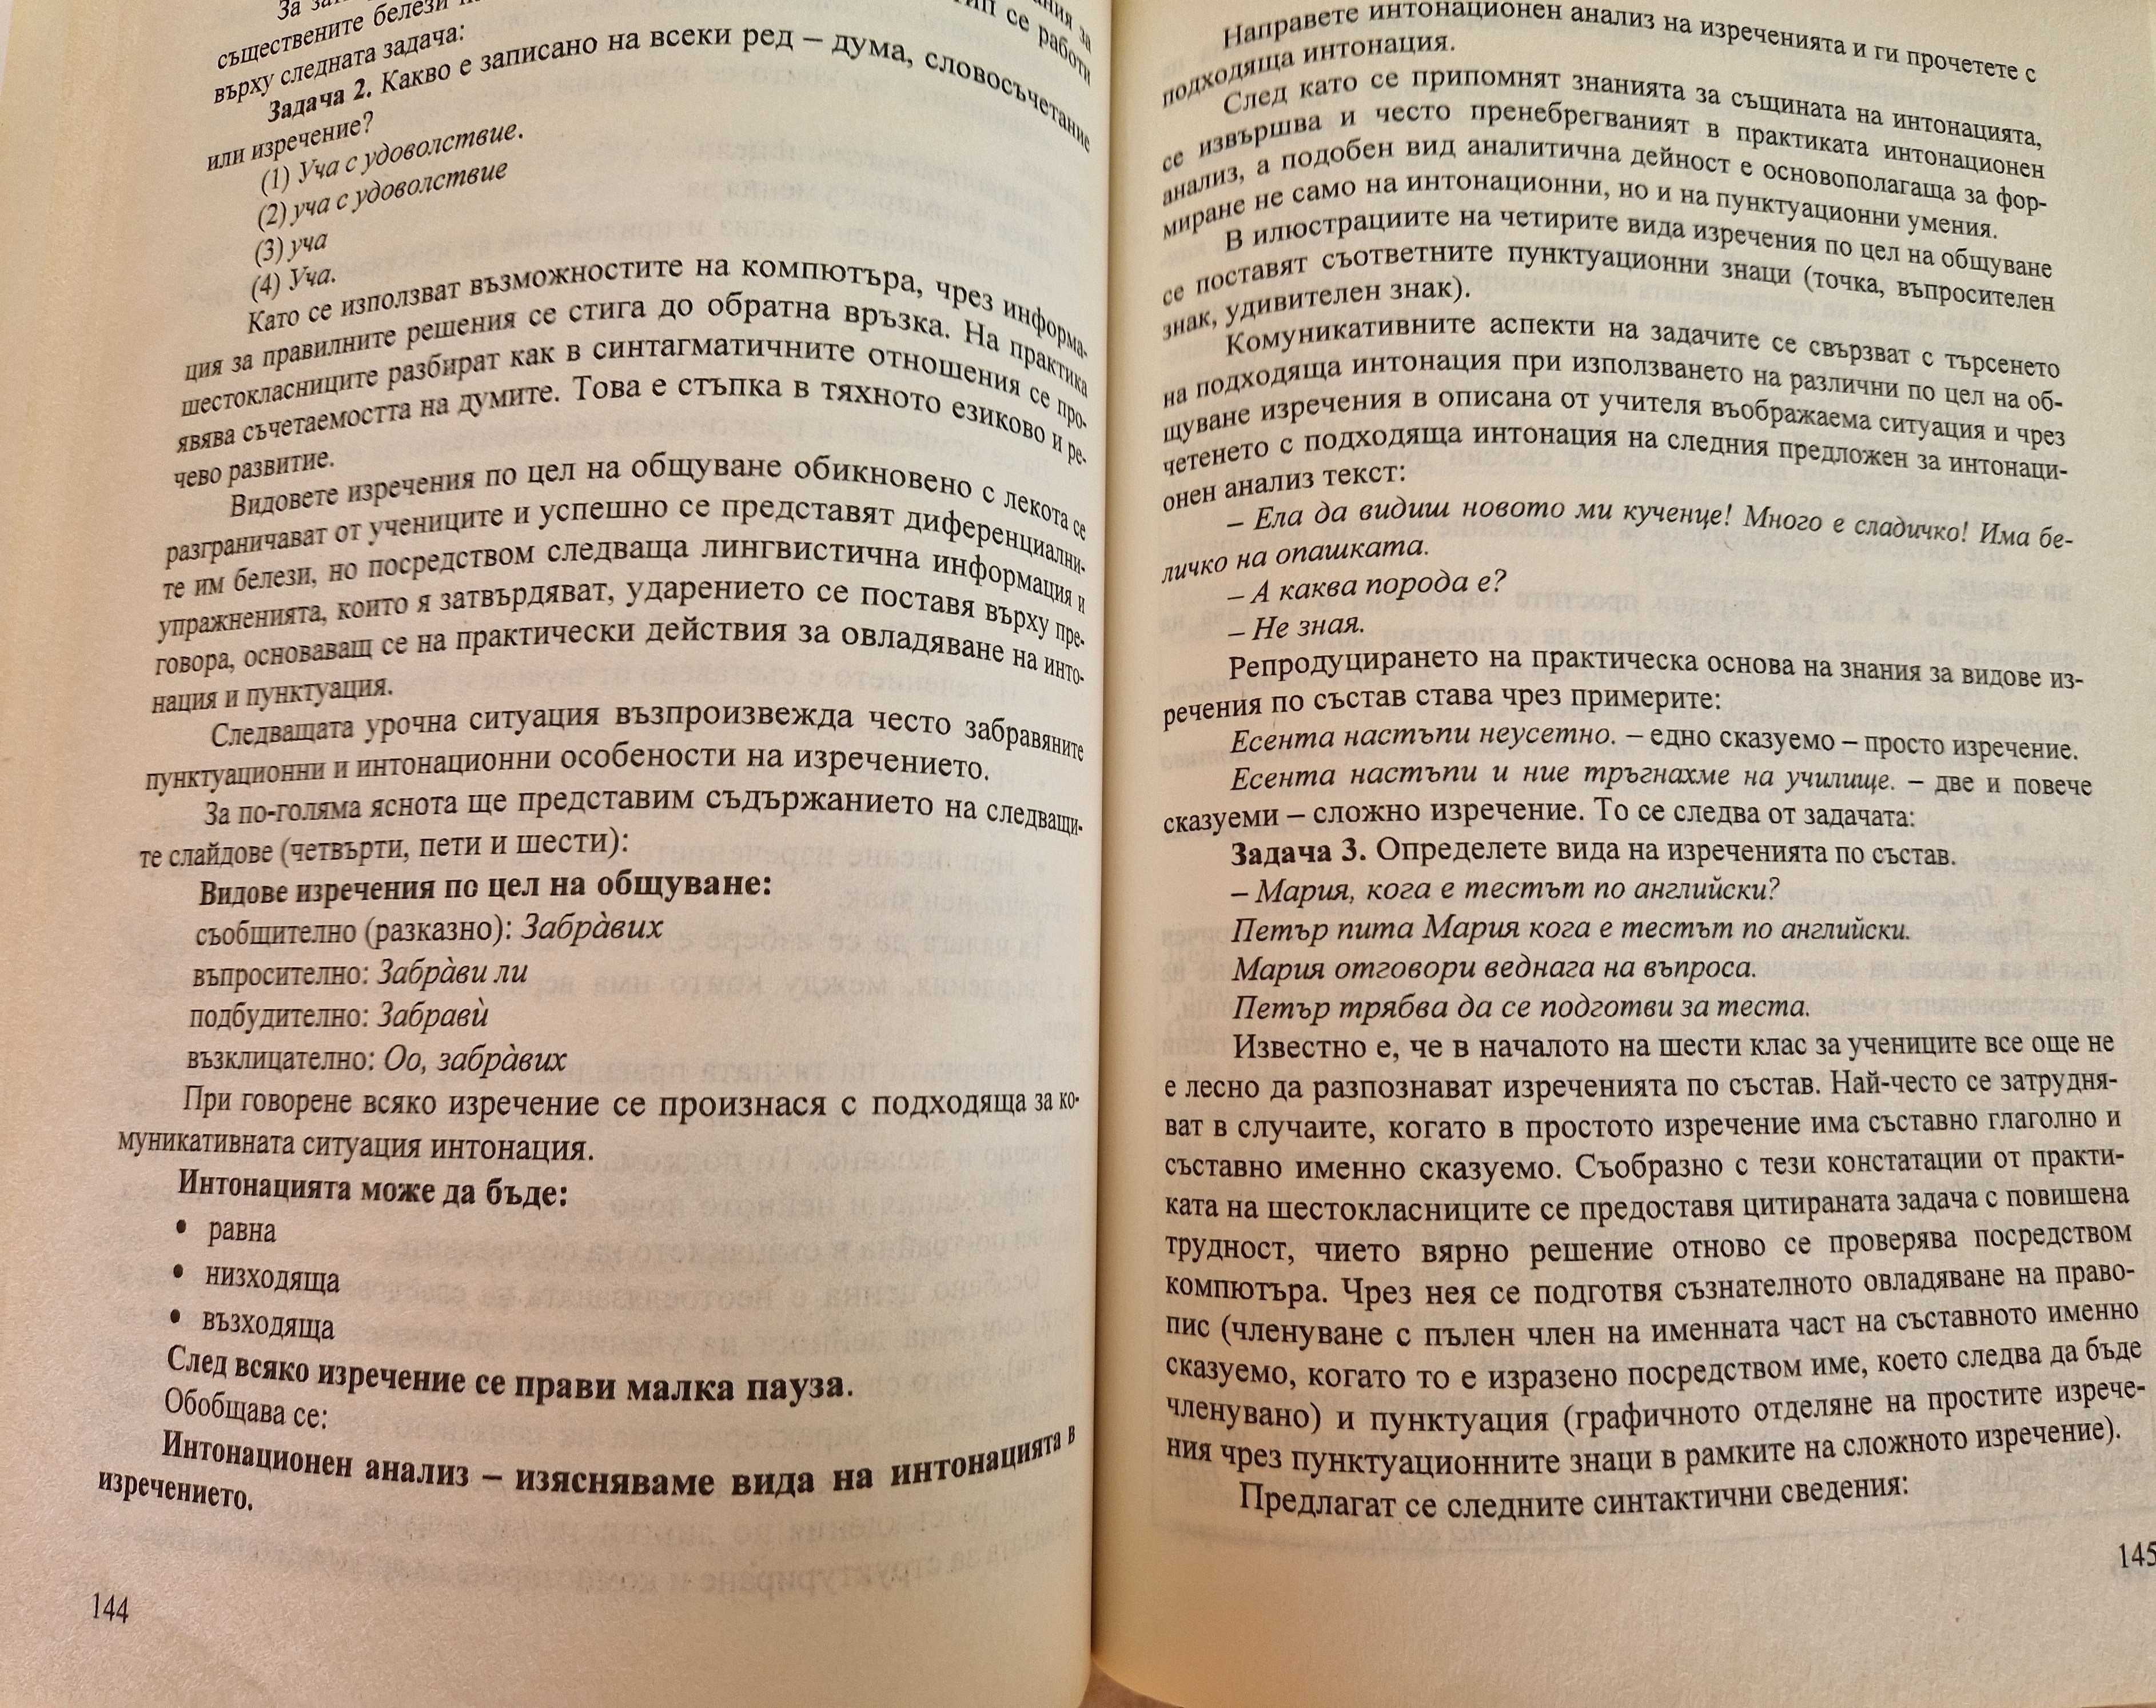 За
съществените белези
ния за
тип се работи
върху следната задача:
Задача 2. Какво е записано на всеки ред – дума, словосъчетание
или изречение?
(1) Уча с удоволствие.
(2) уча с удоволствие
(3) уча
(4) Уча.
Като се използват възможностите на компютъра, чрез информа-
ция за правилните решения се стига до обратна връзка. На практика
шестокласниците разбират как в синтагматичните отношения се про-
явява съчетаемостта на думите. Това е стъпка в тяхното езиково и ре-
чево развитие.
Видовете изречения по цел на общуване обикновено с лекота се
разграничават от учениците и успешно се представят диференциални-
те им белези, но посредством следваща лингвистична информация и
упражненията, които я затвърдяват, ударението се поставя върху пре-
говора, основаващ се на практически действия за овладяване на инто-
нация и пунктуация.
Следващата урочна ситуация възпроизвежда често забравяните
пунктуационни и интонационни особености на изречението.
За по-голяма яснота ще представим съдържанието на следващи-
те слайдове (четвърти, пети и шести):
Видове изречения по цел на общуване:
съобщително (разказно): Забра̀вих
въпросително: Забра̀ви ли
подбудително: Забравѝ
възклицателно: Оо, забра̀вих
При говорене всяко изречение се произнася с подходяща за ко-
муникативната ситуация интонация.
Интонацията може да бъде:
• равна
• низходяща
• възходяща
След всяко изречение се прави малка пауза.
Обобщава се:
Интонационен анализ – изясняваме вида на интонацията в
изречението.
144
Направете интонационен анализ на изреченията и ги прочетете с
подходяща интонация.
След като се припомнят знанията за същината на интонацията,
се извършва и често пренебрегваният в практиката интонационен
анализ, а подобен вид аналитична дейност е основополагаща за фор-
миране не само на интонационни, но и на пунктуационни умения.
В илюстрациите на четирите вида изречения по цел на общуване
се поставят съответните пунктуационни знаци (точка, въпросителен
знак, удивителен знак).
Комуникативните аспекти на задачите се свързват с търсенето
на подходяща интонация при използването на различни по цел на об-
щуване изречения в описана от учителя въображаема ситуация и чрез
четенето с подходяща интонация на следния предложен за интонаци-
онен анализ текст:
– Ела да видиш новото ми кученце! Много е сладичко! Има бе-
личко на опашката.
– А каква порода е?
– Не зная.
Репродуцирането на практическа основа на знания за видове из-
речения по състав става чрез примерите:
Есента настъпи неусетно. – едно сказуемо – просто изречение.
Есента настъпи и ние тръгнахме на училище. – две и повече
сказуеми – сложно изречение. То се следва от задачата:
Задача 3. Определете вида на изреченията по състав.
– Мария, кога е тестът по английски?
Петър пита Мария кога е тестът по английски.
Мария отговори веднага на въпроса.
Петър трябва да се подготви за теста.
Известно е, че в началото на шести клас за учениците все още не
е лесно да разпознават изреченията по състав. Най-често се затрудня-
ват в случаите, когато в простото изречение има съставно глаголно и
съставно именно сказуемо. Съобразно с тези констатации от практи-
ката на шестокласниците се предоставя цитираната задача с повишена
трудност, чието вярно решение отново се проверява посредством
компютъра. Чрез нея се подготвя съзнателното овладяване на право-
пис (членуване с пълен член на именната част на съставното именно
сказуемо, когато то е изразено посредством име, което следва да бъде
членувано) и пунктуация (графичното отделяне на простите изрече-
ния чрез пунктуационните знаци в рамките на сложното изречение).
Предлагат се следните синтактични сведения:
145